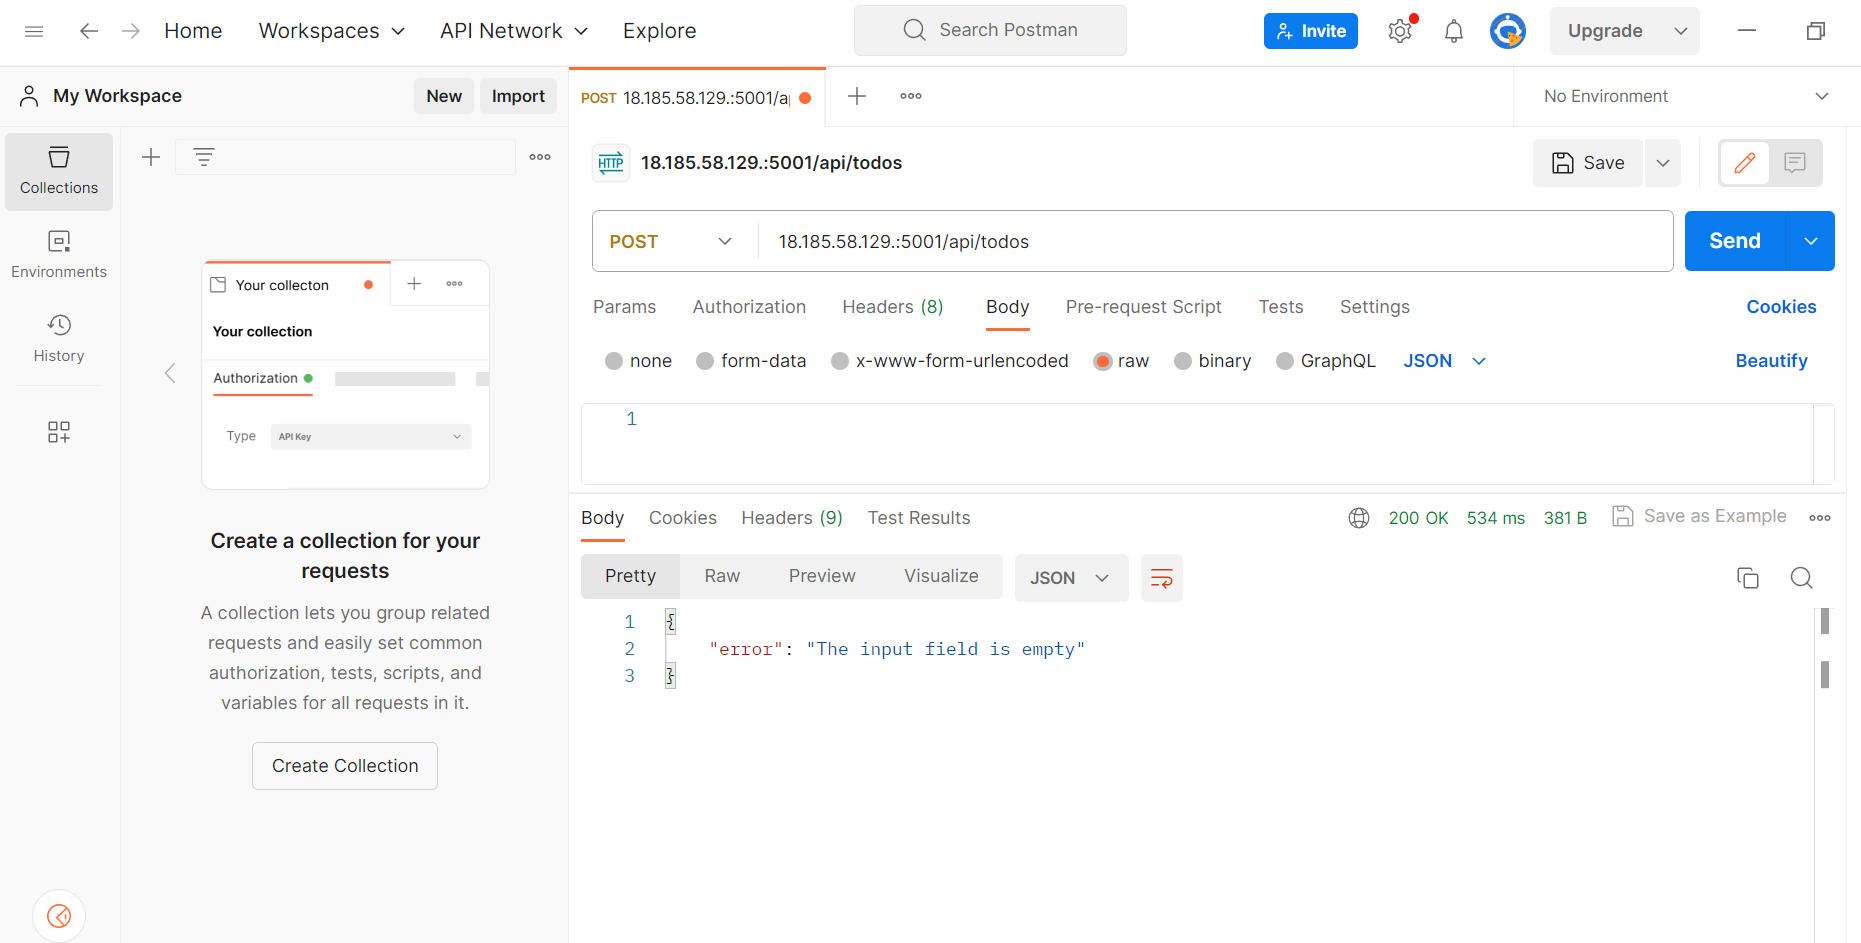 Home Workspaces API Network Explore Search Postman Invite Upgrade
My Workspace New Import
POST 18.185.58.129.:5001/a No Environment
Collections
Environments
History
Your collecton
Your collection
Authorization
Type API Key
Create a collection for your
requests
A collection lets you group related
requests and easily set common
authorization, tests, scripts, and
variables for all requests in it.
Create Collection
HTTP 18.185.58.129.:5001/api/todos Save
POST 18.185.58.129.:5001/api/todos Send
Params Authorization Headers (8) Body Pre-request Script Tests Settings Cookies
none form-data x-www-form-urlencoded raw binary GraphQL JSON Beautify
1
Body Cookies Headers (9) Test Results 200 OK 534 ms 381 B Save as Example
Pretty Raw Preview Visualize JSON
1 {
2 "error": "The input field is empty"
3 }